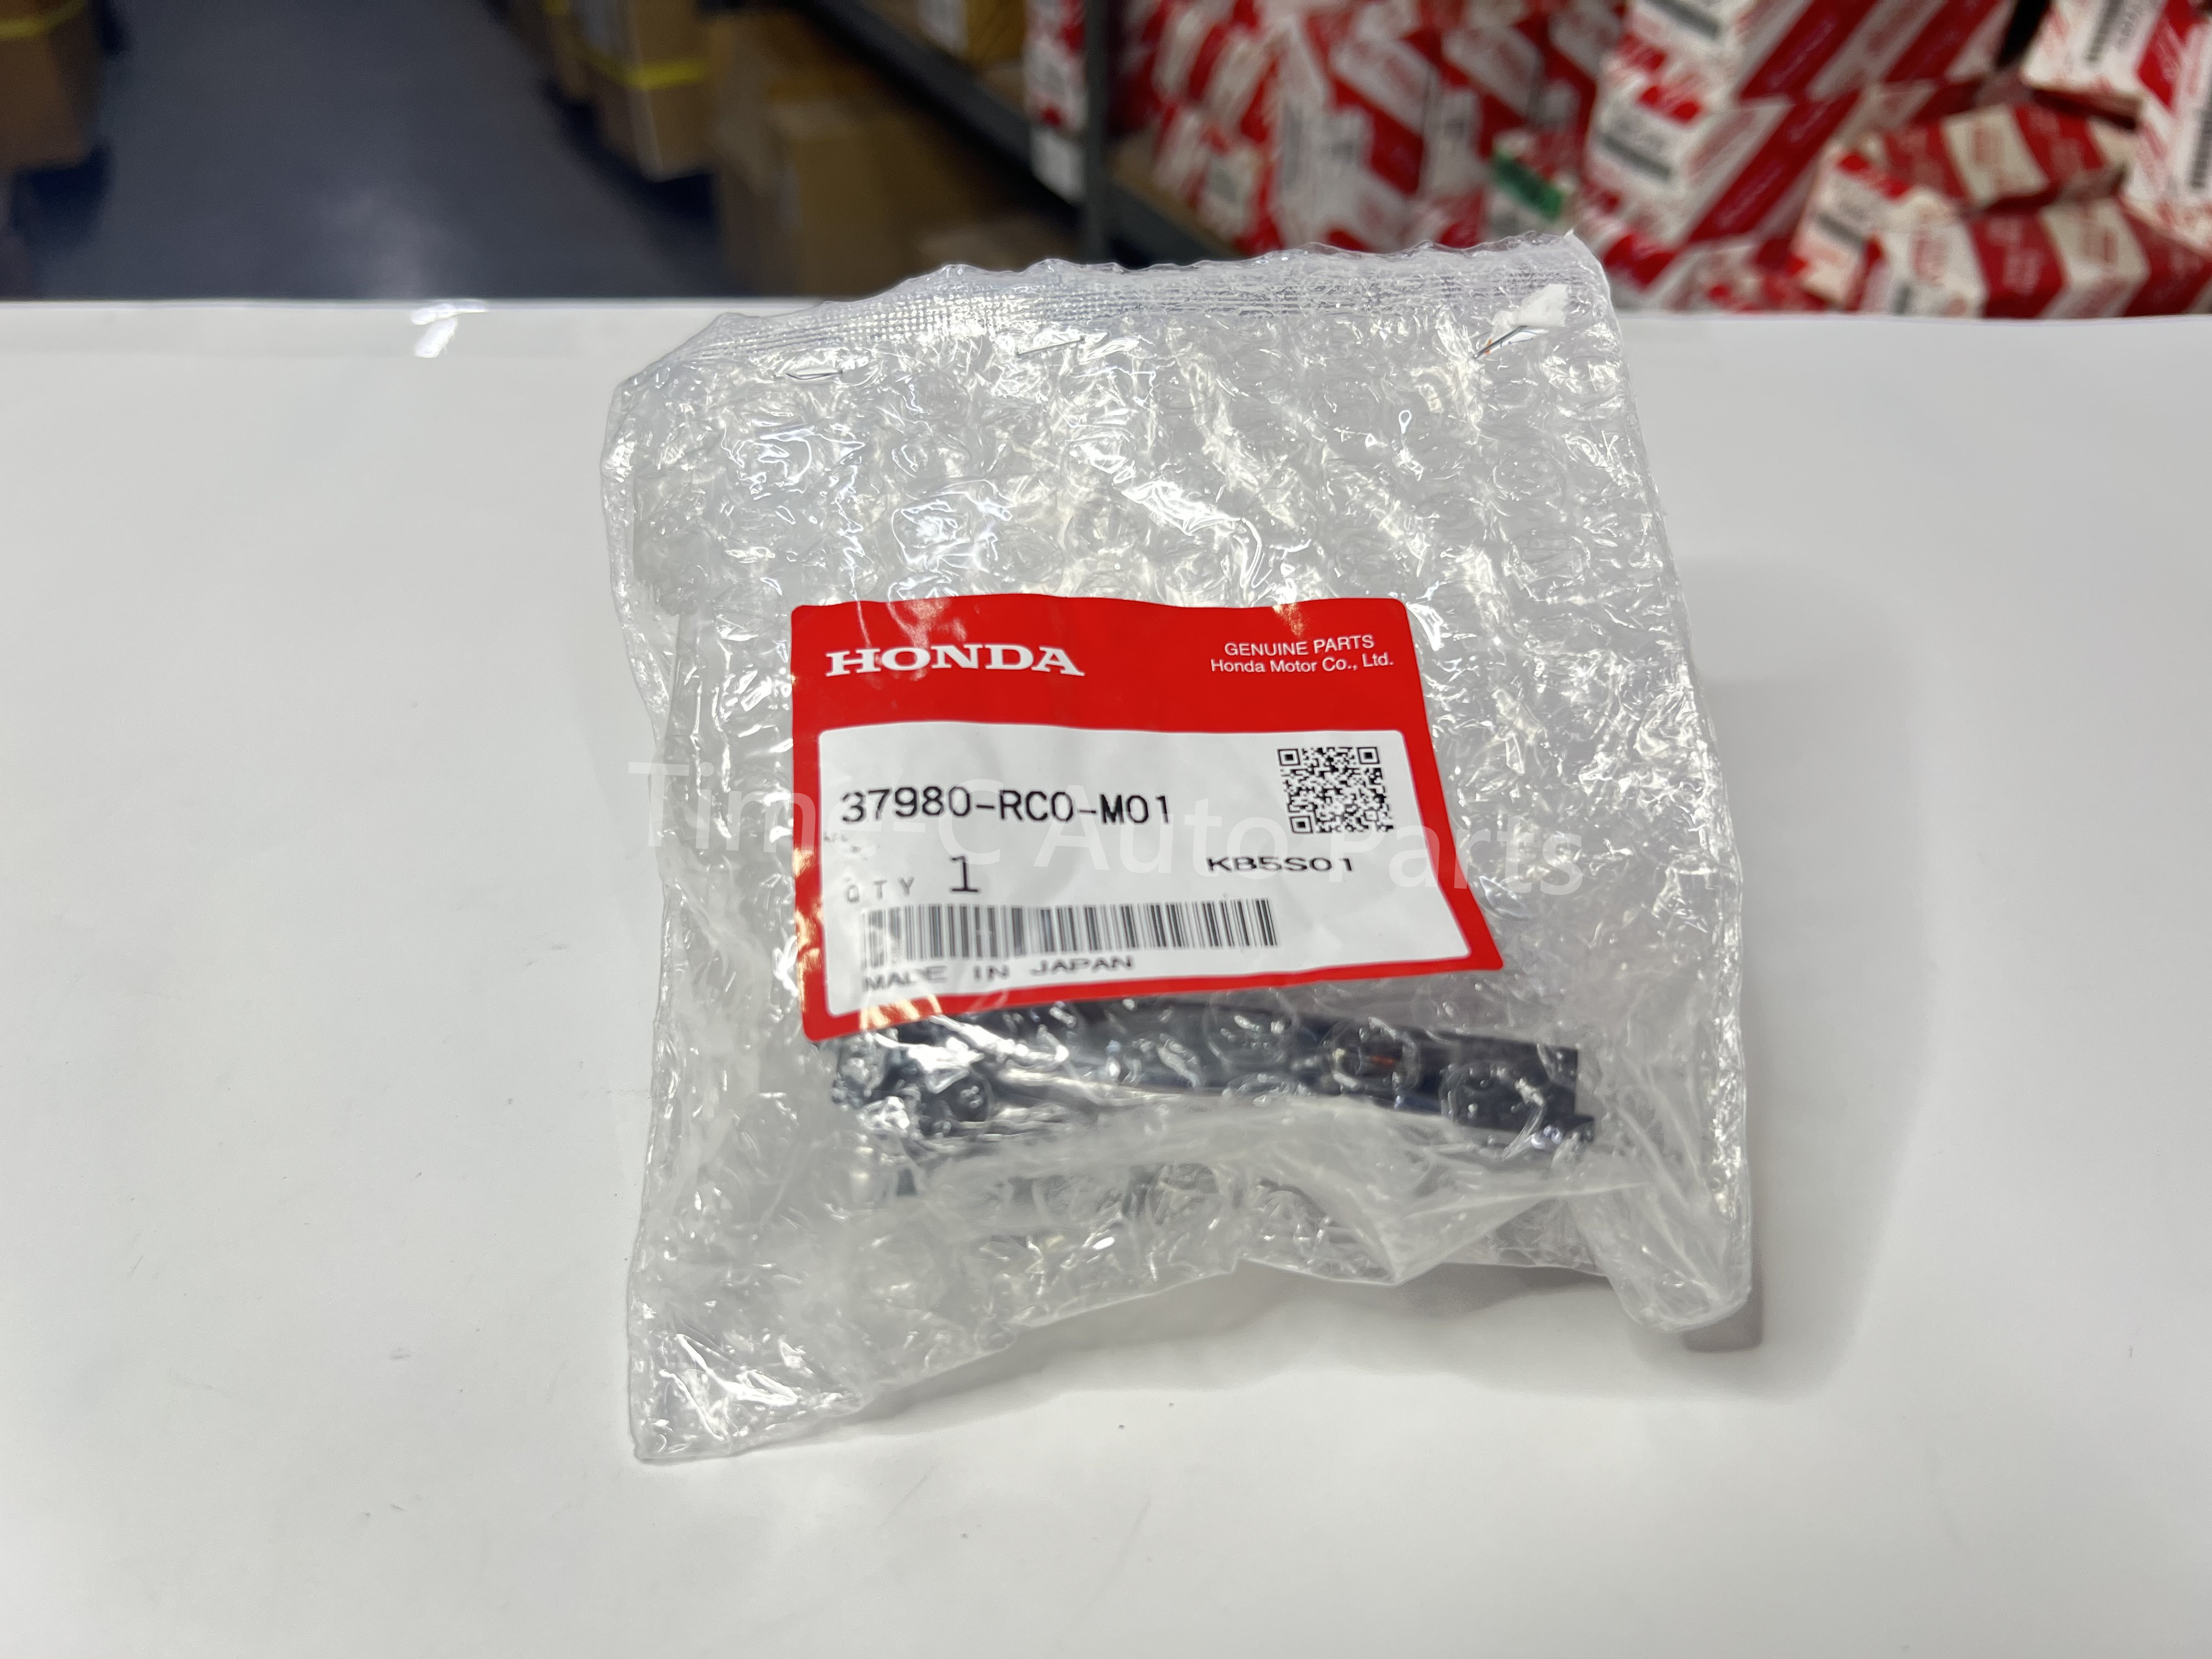 HONDA
GENUINE PARTS
Honda Motor Co., Ltd.
37980-RC0-M01
Time-C Auto Parts
KB5S01
QTY 1
MADE IN JAPAN